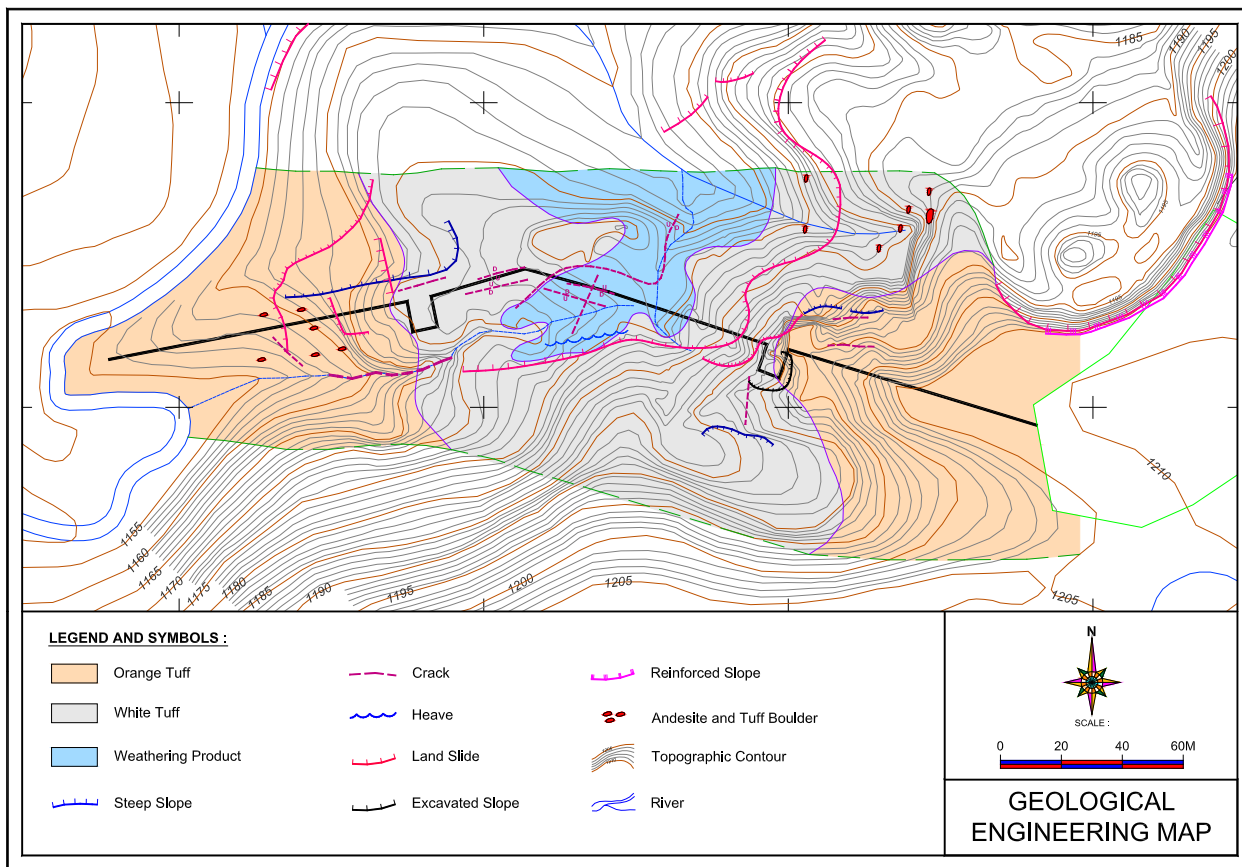 1185
1190
1195
1200
1195
1195
1210
1155
1160
1165
1170
1175
1180
1185
1190
1195
1200
1205
1205
LEGEND AND SYMBOLS :
Orange Tuff
White Tuff
Weathering Product
Steep Slope
Crack
Heave
Land Slide
Excavated Slope
Reinforced Slope
Andesite and Tuff Boulder
Topographic Contour
River
N
SCALE :
0 20 40 60M
GEOLOGICAL
ENGINEERING MAP